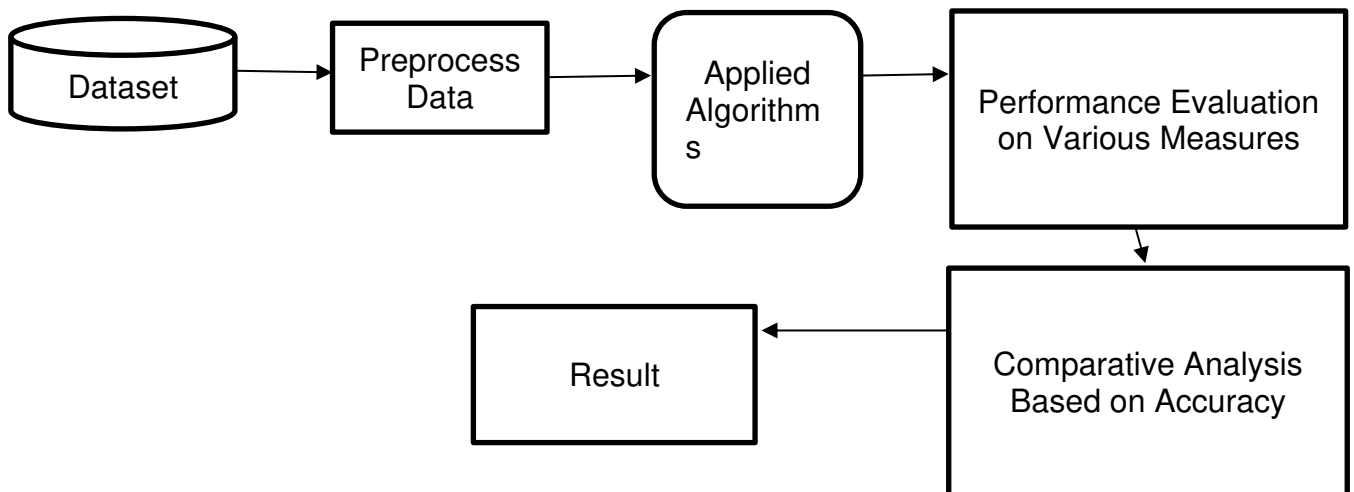 Dataset
Preprocess
Data
Applied
Algorithm
s
Performance Evaluation
on Various Measures
Comparative Analysis
Based on Accuracy
Result